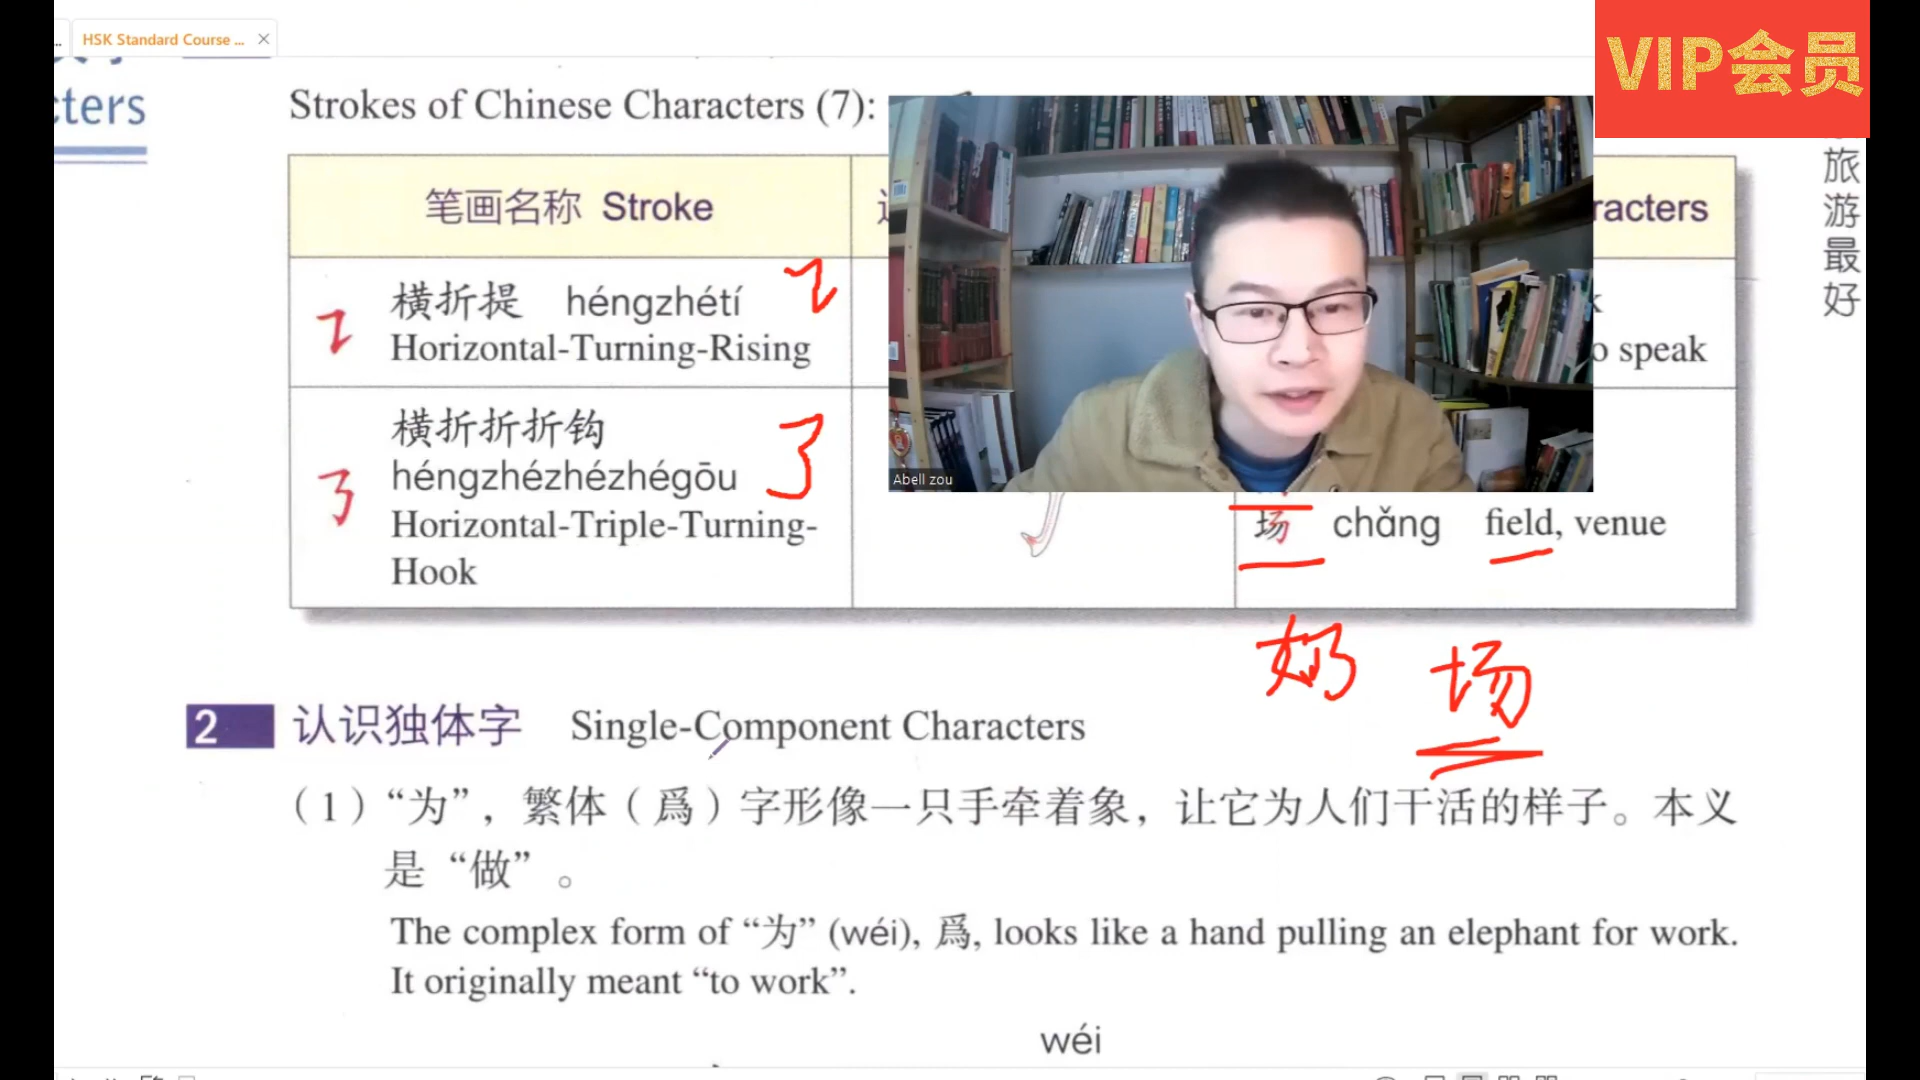 HSK Standard Course ...
VIP会员
cters
Strokes of Chinese Characters (7):
旅游最好
笔画名称 Stroke
racters
横折提 héngzhétí
Horizontal-Turning-Rising
o speak
横折折折钩
héngzhézhézhégōu
Horizontal-Triple-Turning-
Hook
Abell zou
场 chǎng field, venue
奶 场
2 认识独体字 Single-Component Characters
（1）“为”，繁体（爲）字形像一只手牵着象，让它为人们干活的样子。本义
是“做”。
The complex form of “为” (wéi), 爲, looks like a hand pulling an elephant for work.
It originally meant “to work”.
wéi